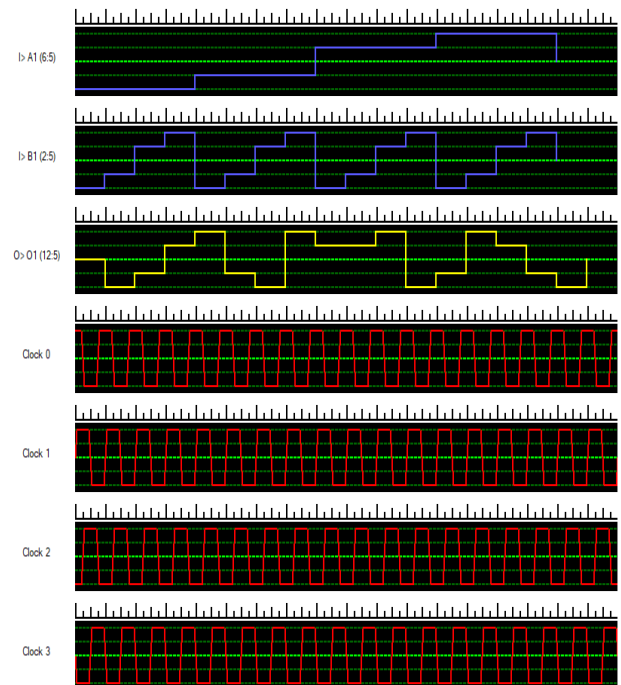 I> A1 (6:5)
I> B1 (2:5)
O> O1 (12:5)
Clock 0
Clock 1
Clock 2
Clock 3